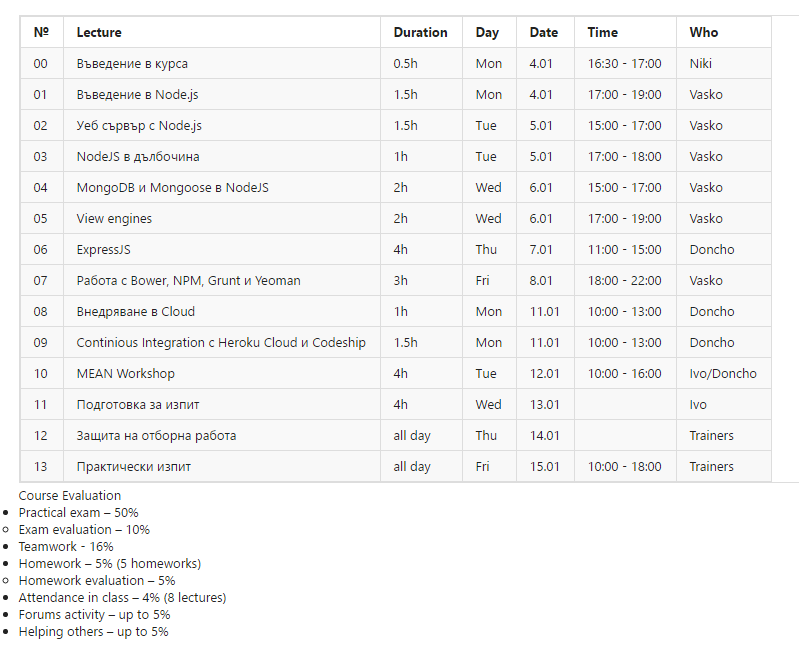 № Lecture Duration Day Date Time Who
00 Въведение в курса 0.5h Mon 4.01 16:30 - 17:00 Niki
01 Въведение в Node.js 1.5h Mon 4.01 17:00 - 19:00 Vasko
02 Уеб сървър с Node.js 1.5h Tue 5.01 15:00 - 17:00 Vasko
03 NodeJS в дълбочина 1h Tue 5.01 17:00 - 18:00 Vasko
04 MongoDB и Mongoose в NodeJS 2h Wed 6.01 15:00 - 17:00 Vasko
05 View engines 2h Wed 6.01 17:00 - 19:00 Vasko
06 ExpressJS 4h Thu 7.01 11:00 - 15:00 Doncho
07 Работа с Bower, NPM, Grunt и Yeoman 3h Fri 8.01 18:00 - 22:00 Vasko
08 Внедряване в Cloud 1h Mon 11.01 10:00 - 13:00 Doncho
09 Continious Integration с Heroku Cloud и Codeship 1.5h Mon 11.01 10:00 - 13:00 Doncho
10 MEAN Workshop 4h Tue 12.01 10:00 - 16:00 Ivo/Doncho
11 Подготовка за изпит 4h Wed 13.01 Ivo
12 Защита на отборна работа all day Thu 14.01 Trainers
13 Практически изпит all day Fri 15.01 10:00 - 18:00 Trainers
Course Evaluation
Practical exam – 50%
Exam evaluation – 10%
Teamwork - 16%
Homework – 5% (5 homeworks)
Homework evaluation – 5%
Attendance in class – 4% (8 lectures)
Forums activity – up to 5%
Helping others – up to 5%